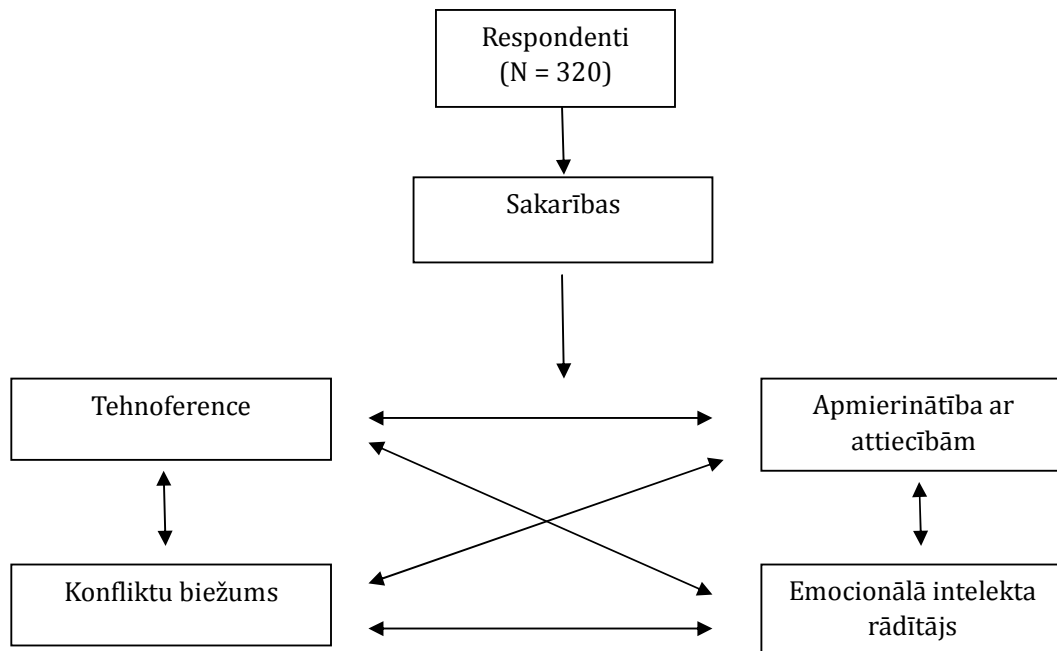 Respondenti
(N = 320)
Sakarības
Tehnoference
Apmierinātība ar
attiecībām
Konfliktu biežums
Emocionālā intelekta
rādītājs